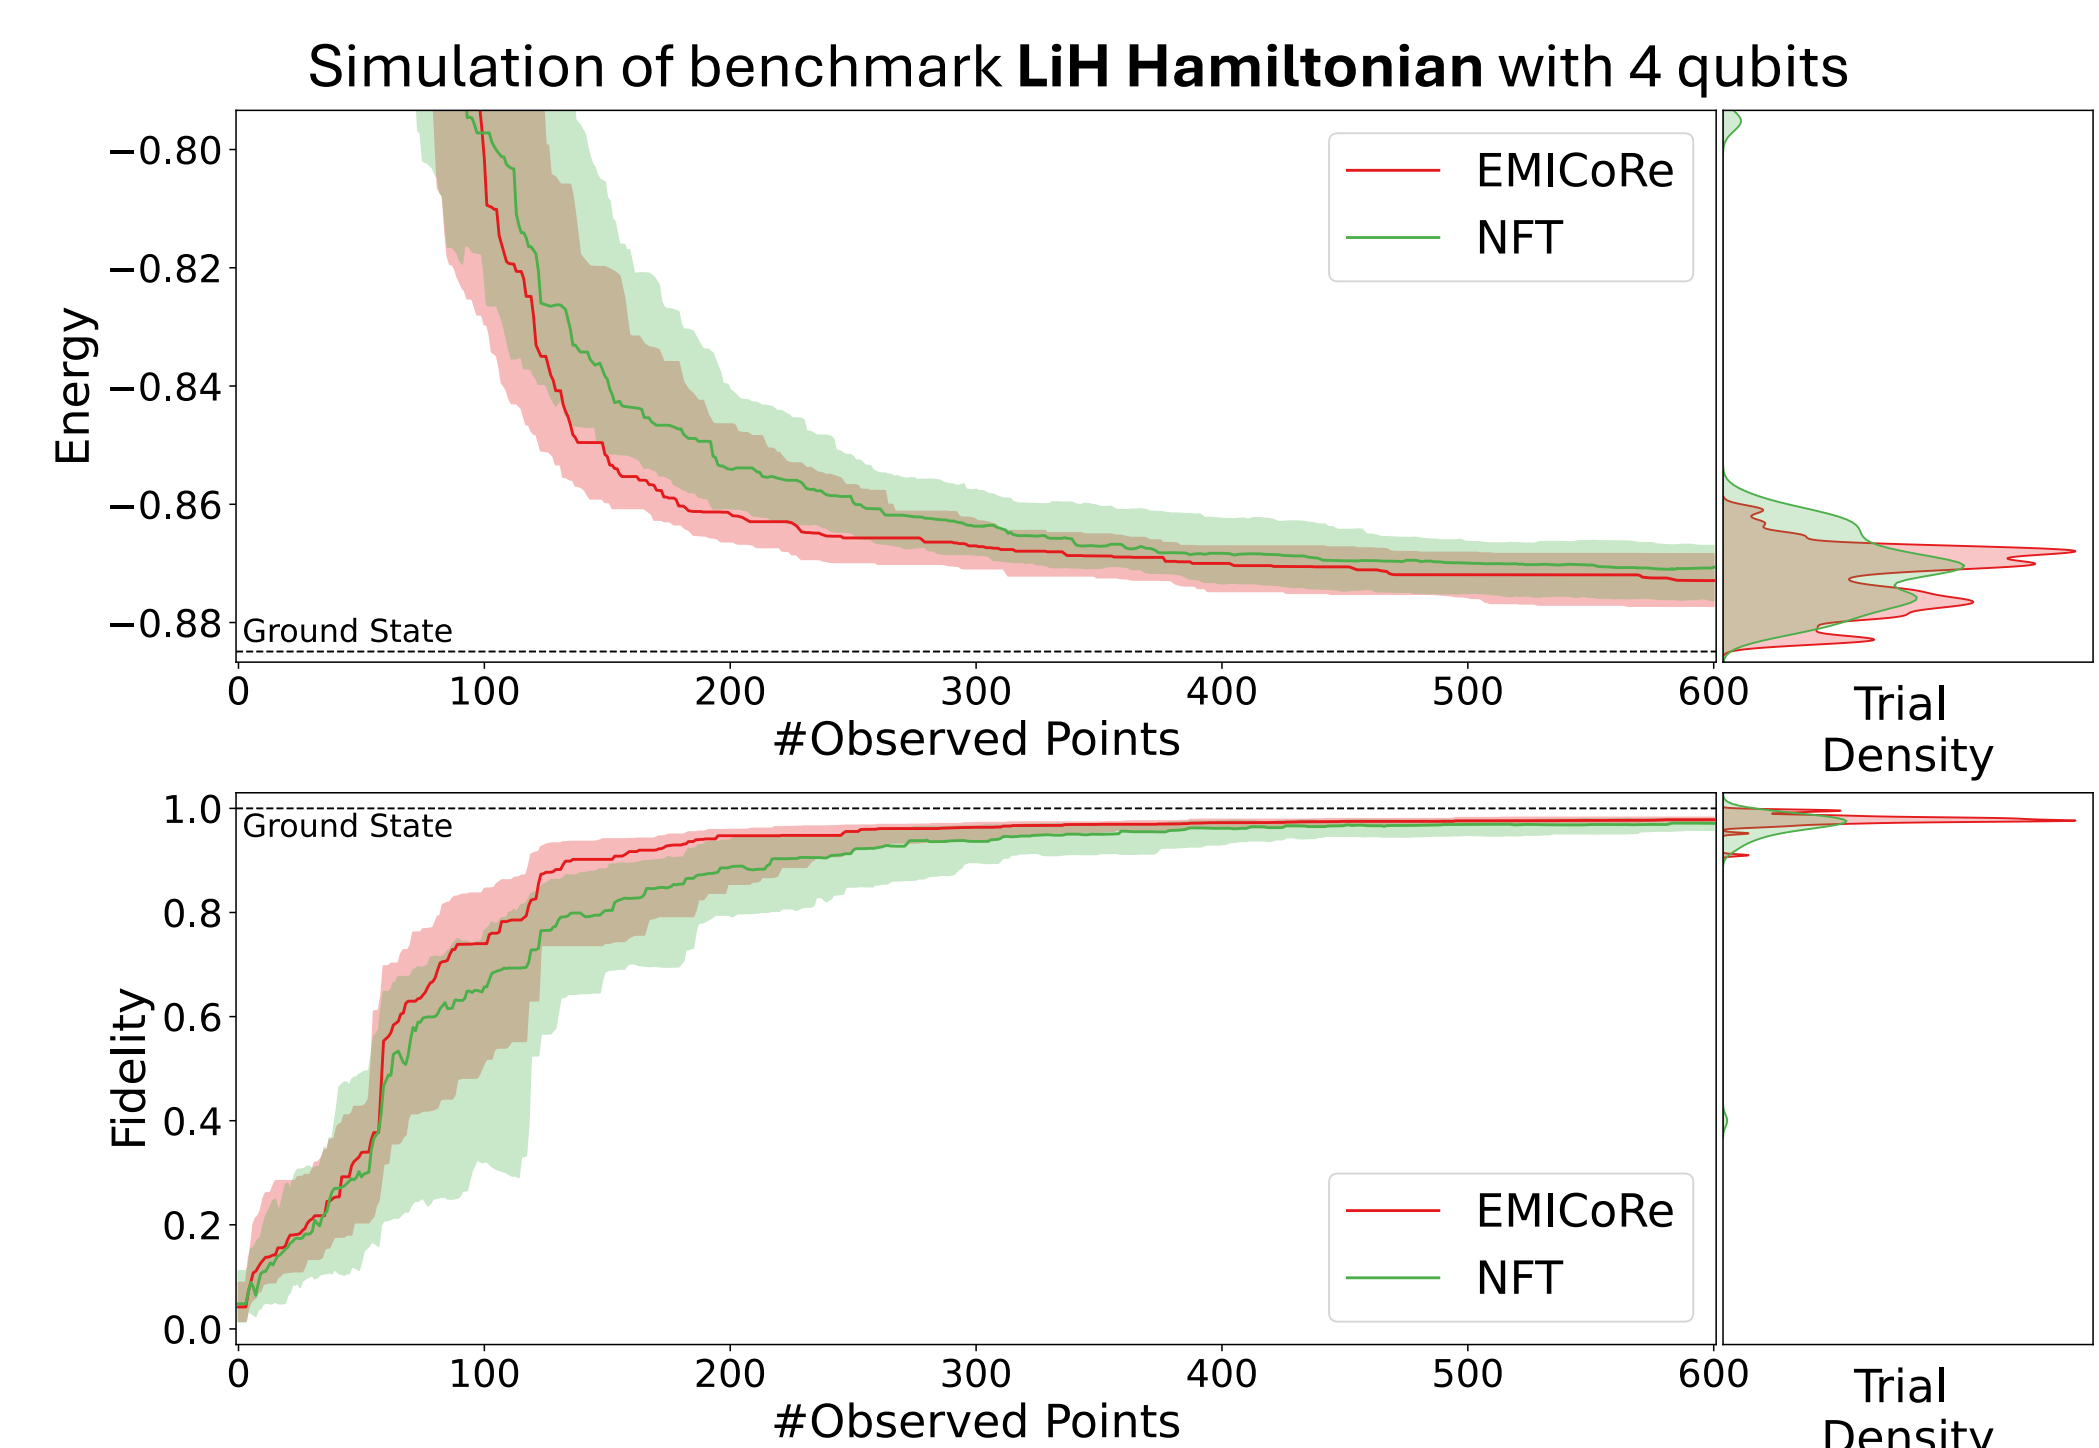 Simulation of benchmark LiH Hamiltonian with 4 qubits
−0.80
−0.82
−0.84
−0.86
−0.88
Energy
EMICoRe
NFT
Ground State
0 100 200 300 400 500 600
#Observed Points
Trial
Density
1.0
0.8
0.6
0.4
0.2
0.0
Fidelity
Ground State
EMICoRe
NFT
0 100 200 300 400 500 600
#Observed Points
Trial
Density